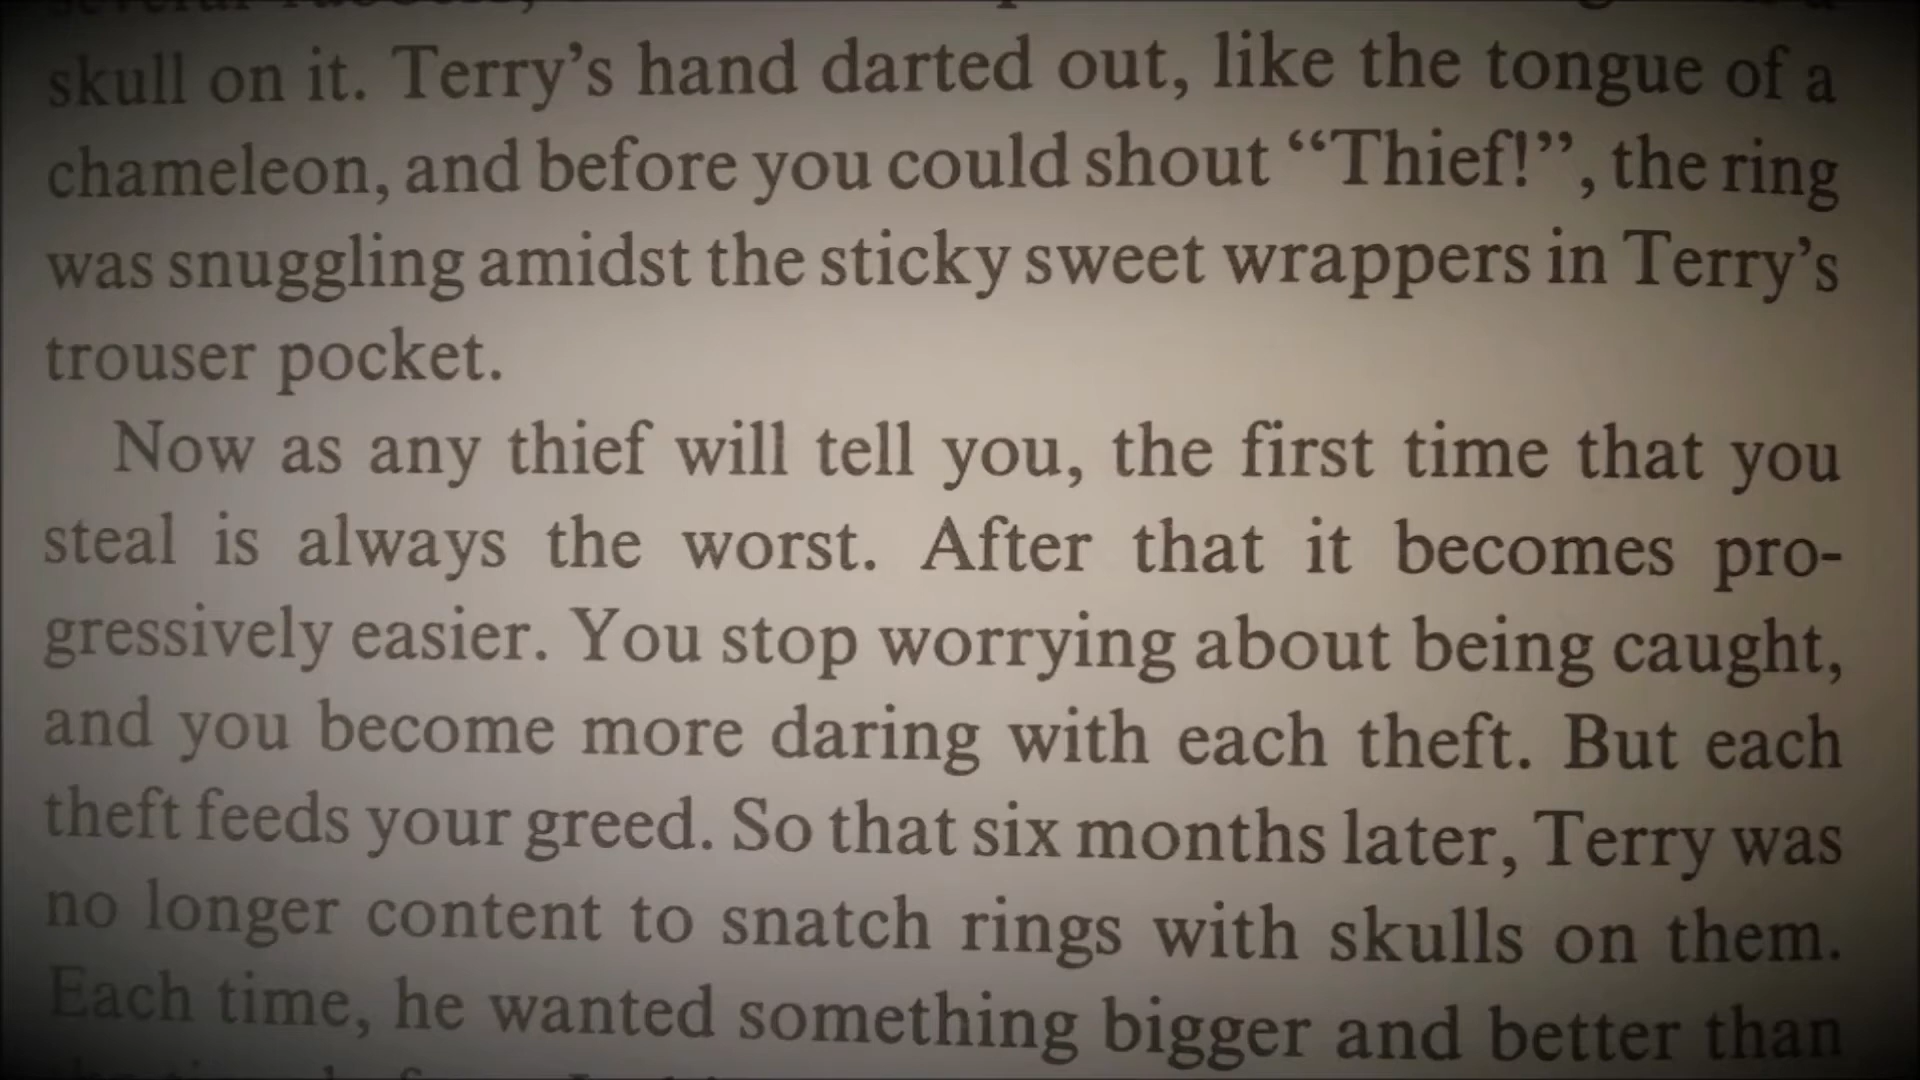 skull on it. Terry’s hand darted out, like the tongue of a
chameleon, and before you could shout “Thief!”, the ring
was snuggling amidst the sticky sweet wrappers in Terry’s
trouser pocket.
Now as any thief will tell you, the first time that you
steal is always the worst. After that it becomes pro-
gressively easier. You stop worrying about being caught,
and you become more daring with each theft. But each
theft feeds your greed. So that six months later, Terry was
no longer content to snatch rings with skulls on them.
Each time, he wanted something bigger and better than